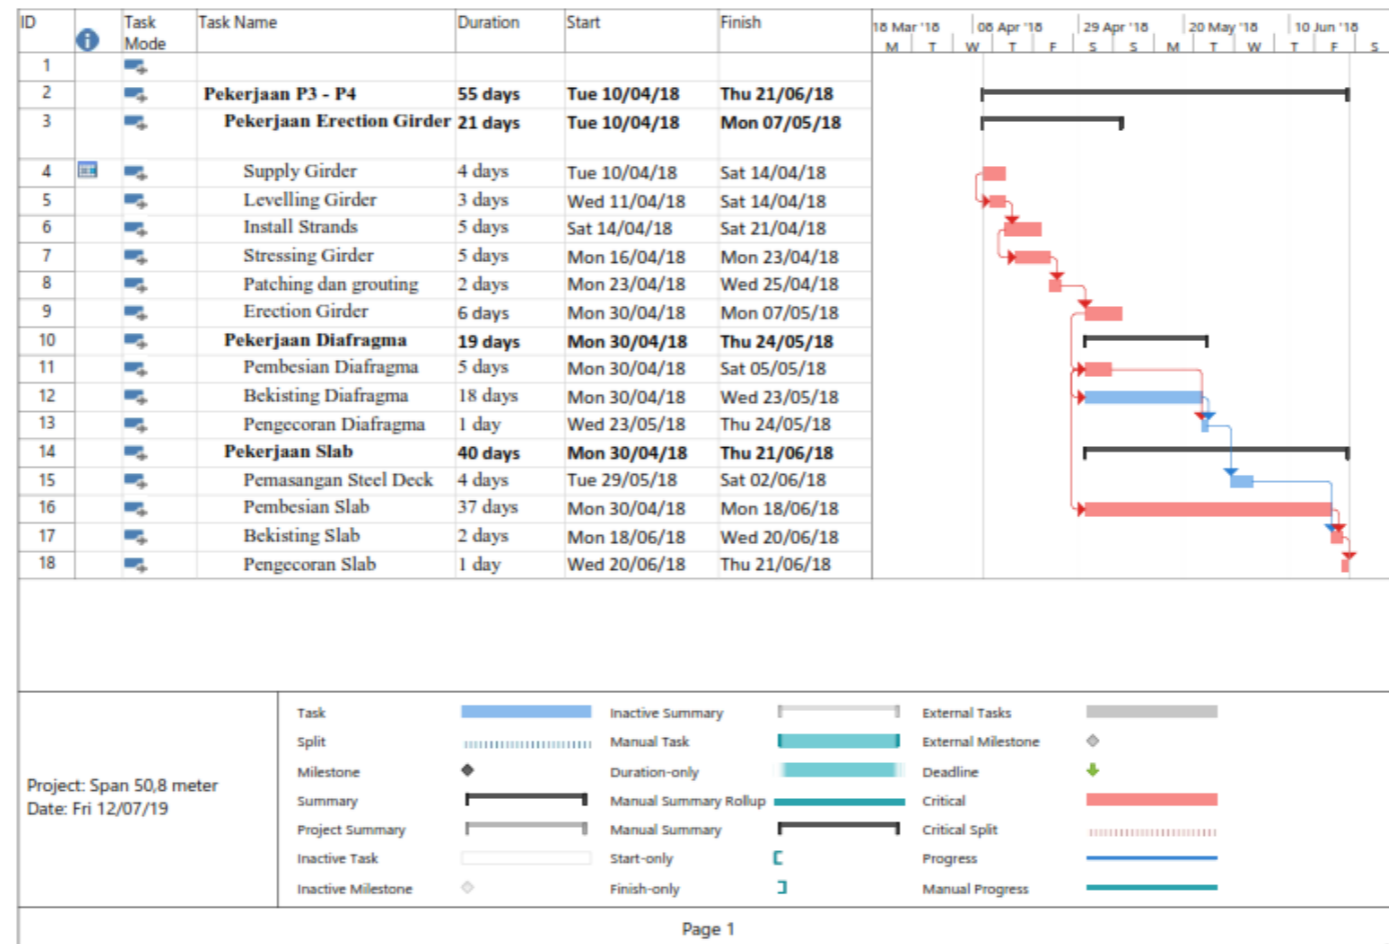 ID Task Mode Task Name Duration Start Finish 18 Mar '18 08 Apr '18 29 Apr '18 20 May '18 10 Jun '18
M T W T F S S M T W T F S
1
2 Pekerjaan P3 - P4 55 days Tue 10/04/18 Thu 21/06/18
3 Pekerjaan Erection Girder 21 days Tue 10/04/18 Mon 07/05/18
4 Supply Girder 4 days Tue 10/04/18 Sat 14/04/18
5 Levelling Girder 3 days Wed 11/04/18 Sat 14/04/18
6 Install Strands 5 days Sat 14/04/18 Sat 21/04/18
7 Stressing Girder 5 days Mon 16/04/18 Mon 23/04/18
8 Patching dan grouting 2 days Mon 23/04/18 Wed 25/04/18
9 Erection Girder 6 days Mon 30/04/18 Mon 07/05/18
10 Pekerjaan Diafragma 19 days Mon 30/04/18 Thu 24/05/18
11 Pembesian Diafragma 5 days Mon 30/04/18 Sat 05/05/18
12 Bekisting Diafragma 18 days Mon 30/04/18 Wed 23/05/18
13 Pengecoran Diafragma 1 day Wed 23/05/18 Thu 24/05/18
14 Pekerjaan Slab 40 days Mon 30/04/18 Thu 21/06/18
15 Pemasangan Steel Deck 4 days Tue 29/05/18 Sat 02/06/18
16 Pembesian Slab 37 days Mon 30/04/18 Mon 18/06/18
17 Bekisting Slab 2 days Mon 18/06/18 Wed 20/06/18
18 Pengecoran Slab 1 day Wed 20/06/18 Thu 21/06/18
Project: Span 50,8 meter
Date: Fri 12/07/19
Task Inactive Summary External Tasks
Split Manual Task External Milestone
Milestone Duration-only Deadline
Summary Manual Summary Rollup Critical
Project Summary Manual Summary Critical Split
Inactive Task Start-only Progress
Inactive Milestone Finish-only Manual Progress
Page 1